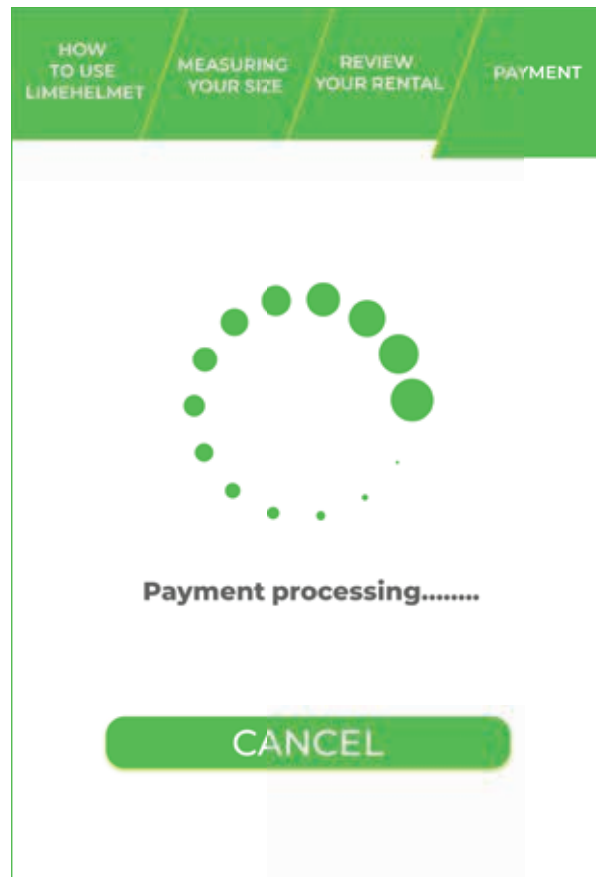 HOW
TO USE
LIMEHELMET
MEASURING
YOUR SIZE
REVIEW
YOUR RENTAL
PAYMENT
Payment processing........
CANCEL